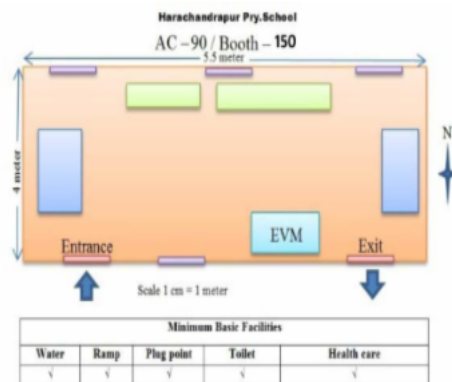 Harachandrapur Pry.School
AC – 90 / Booth – 150
5.5 meter
4 meter
N
EVM
Entrance
Exit
Scale 1 cm = 1 meter
Minimum Basic Facilities
Water Ramp Plug point Toilet Health care
√ √ √ √ √